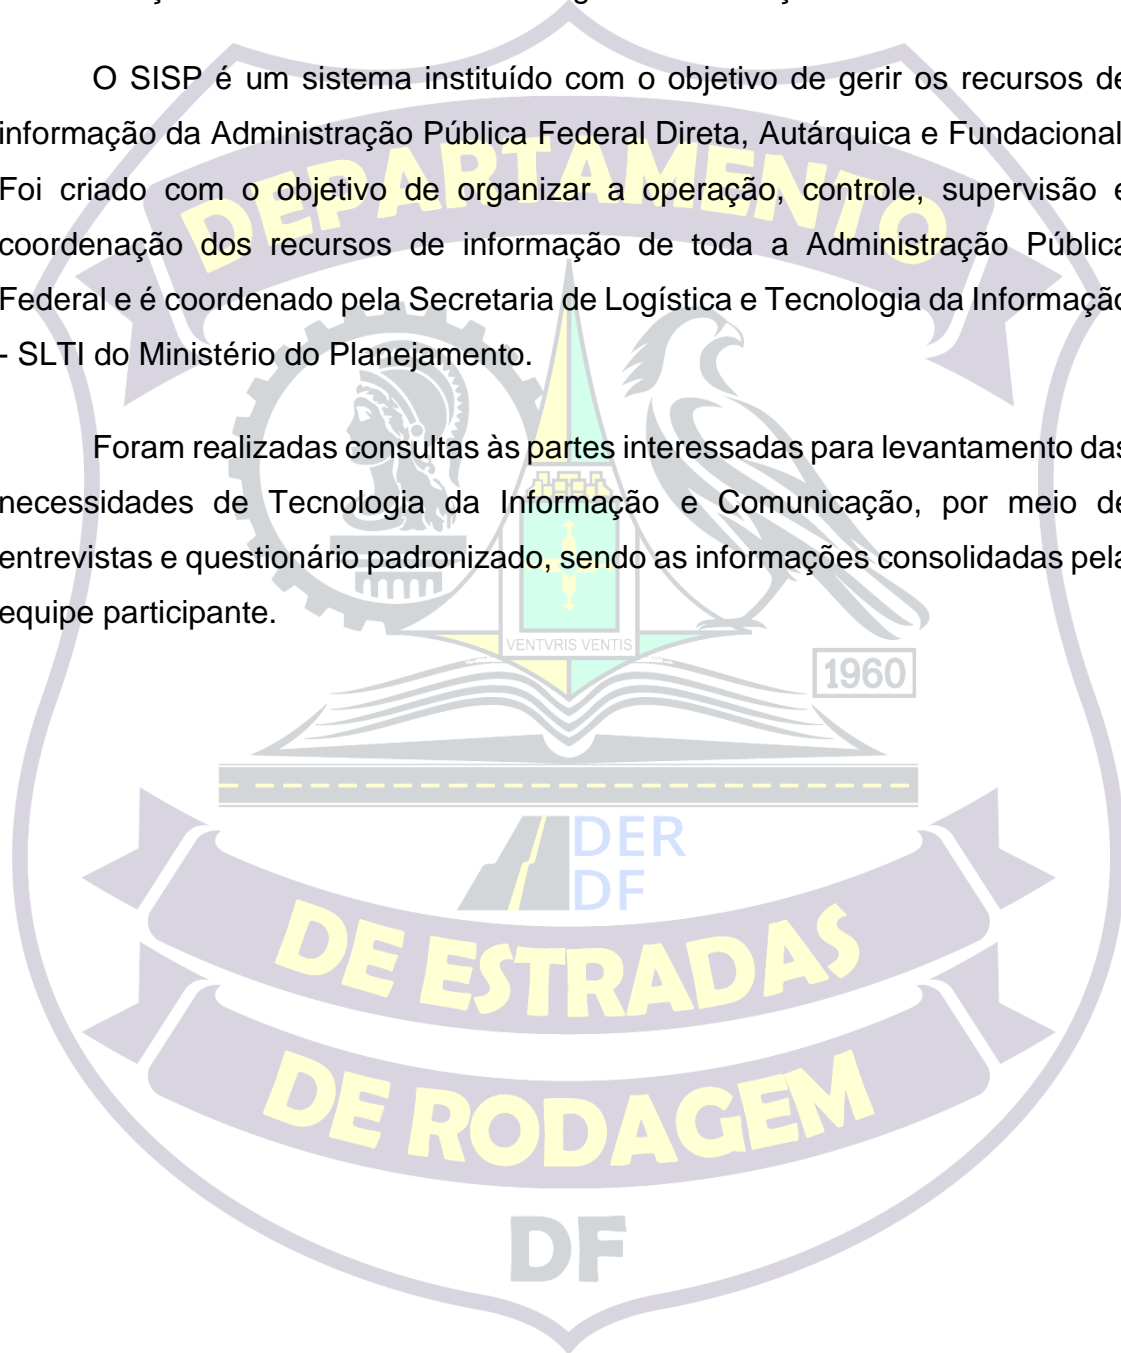 O SISP é um sistema instituído com o objetivo de gerir os recursos de
informação da Administração Pública Federal Direta, Autárquica e Fundacional
Foi criado com o objetivo de organizar a operação, controle, supervisão e
coordenação dos recursos de informação de toda a Administração Pública
Federal e é coordenado pela Secretaria de Logística e Tecnologia da Informação
- SLTI do Ministério do Planejamento.
Foram realizadas consultas às partes interessadas para levantamento das
necessidades de Tecnologia da Informação e Comunicação, por meio de
entrevistas e questionário padronizado, sendo as informações consolidadas pela
equipe participante.
DEPARTAMENTO
VENTVRIS VENTIS
1960
DER
DF
DE ESTRADAS
DE RODAGEM
DF